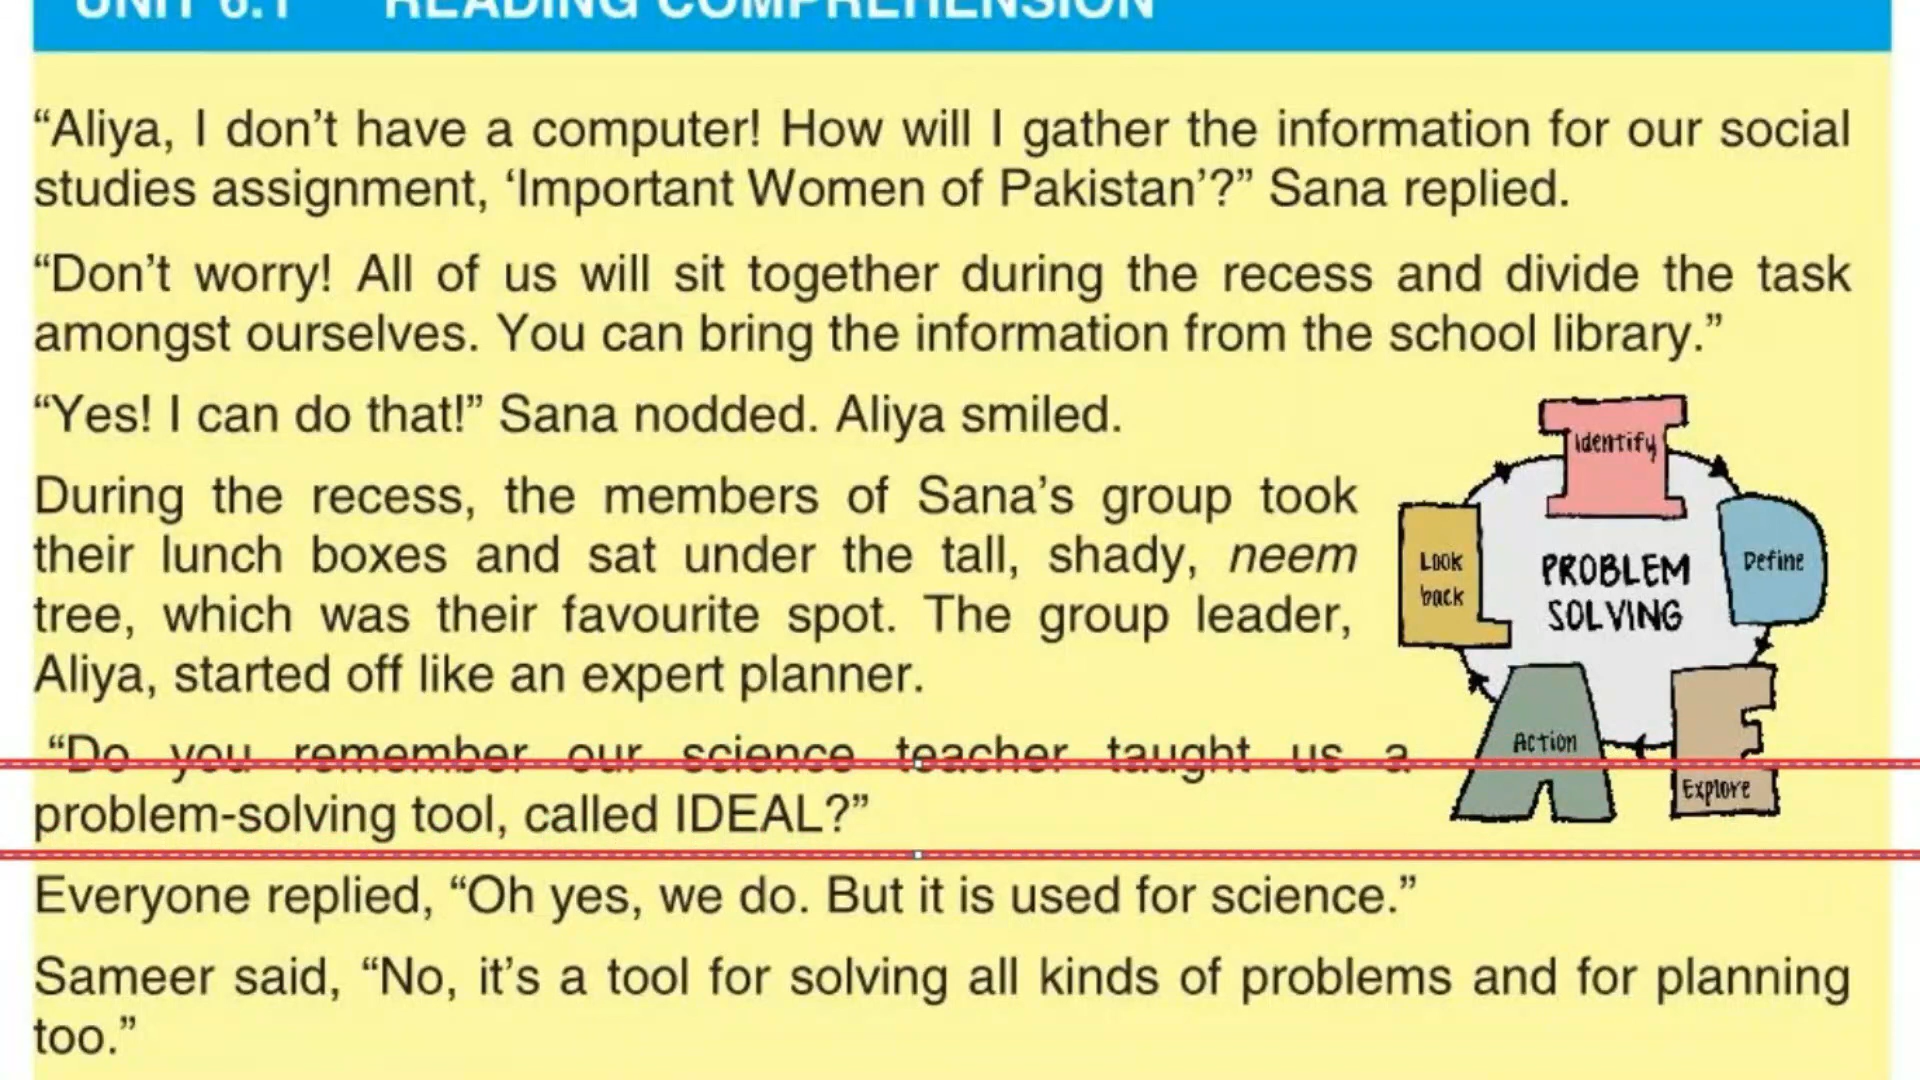 UNIT 6.1 READING COMPREHENSION
“Aliya, I don’t have a computer! How will I gather the information for our social
studies assignment, ‘Important Women of Pakistan’?” Sana replied.
“Don’t worry! All of us will sit together during the recess and divide the task
amongst ourselves. You can bring the information from the school library.”
“Yes! I can do that!” Sana nodded. Aliya smiled.
During the recess, the members of Sana’s group took
their lunch boxes and sat under the tall, shady, neem
tree, which was their favourite spot. The group leader,
Aliya, started off like an expert planner.
“Do you remember our science teacher taught us a
problem-solving tool, called IDEAL?”
Everyone replied, “Oh yes, we do. But it is used for science.”
Sameer said, “No, it’s a tool for solving all kinds of problems and for planning
too.”
Identify
Define
Explore
Action
Look
back
PROBLEM
SOLVING